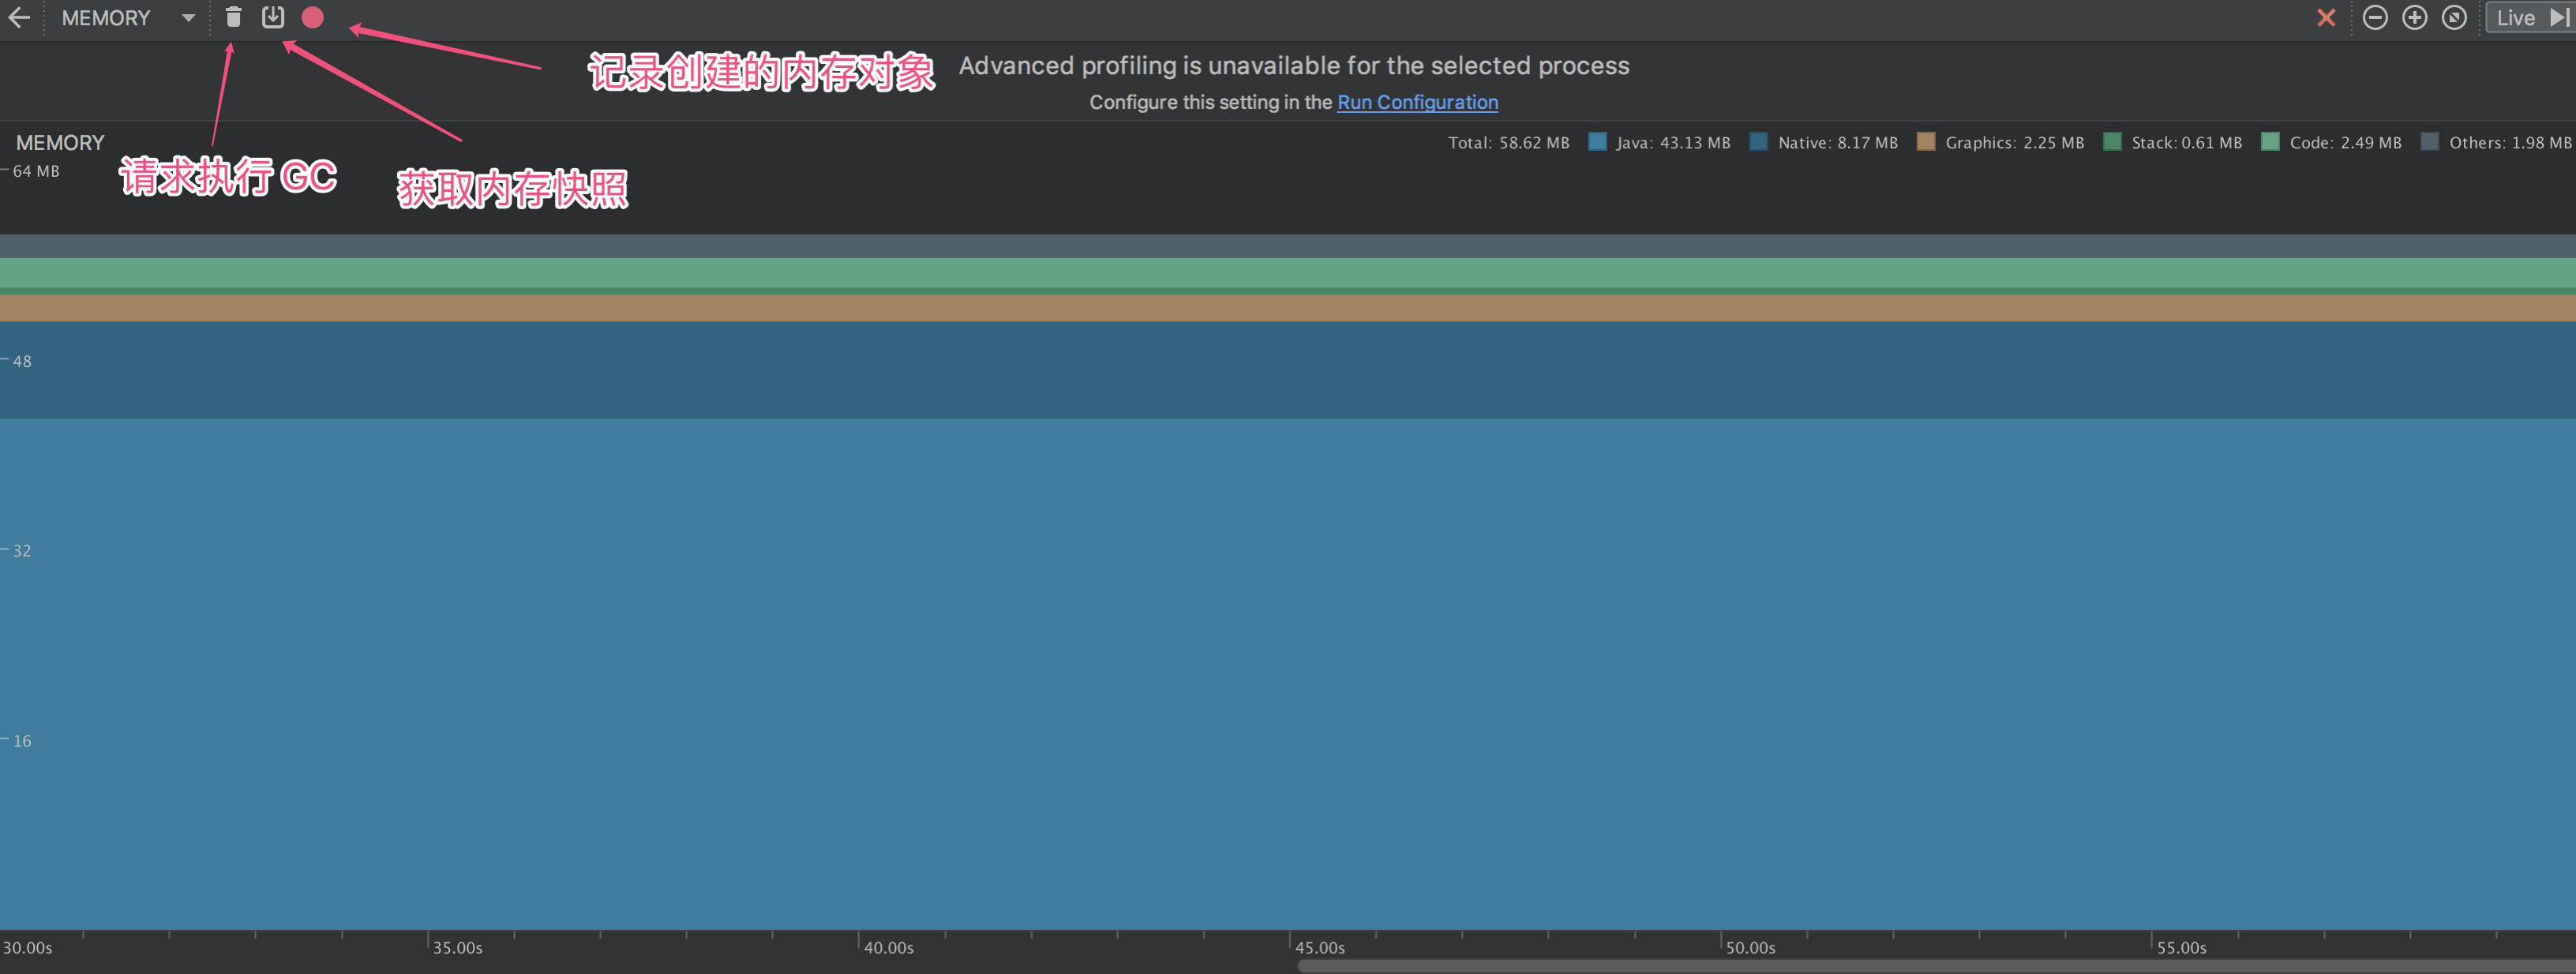 MEMORY
Live
记录创建的内存对象
Advanced profiling is unavailable for the selected process
Configure this setting in the Run Configuration
MEMORY
Total: 58.62 MB Java: 43.13 MB Native: 8.17 MB Graphics: 2.25 MB Stack: 0.61 MB Code: 2.49 MB Others: 1.98 MB
64 MB
请求执行 GC
获取内存快照
48
32
16
30.00s 35.00s 40.00s 45.00s 50.00s 55.00s